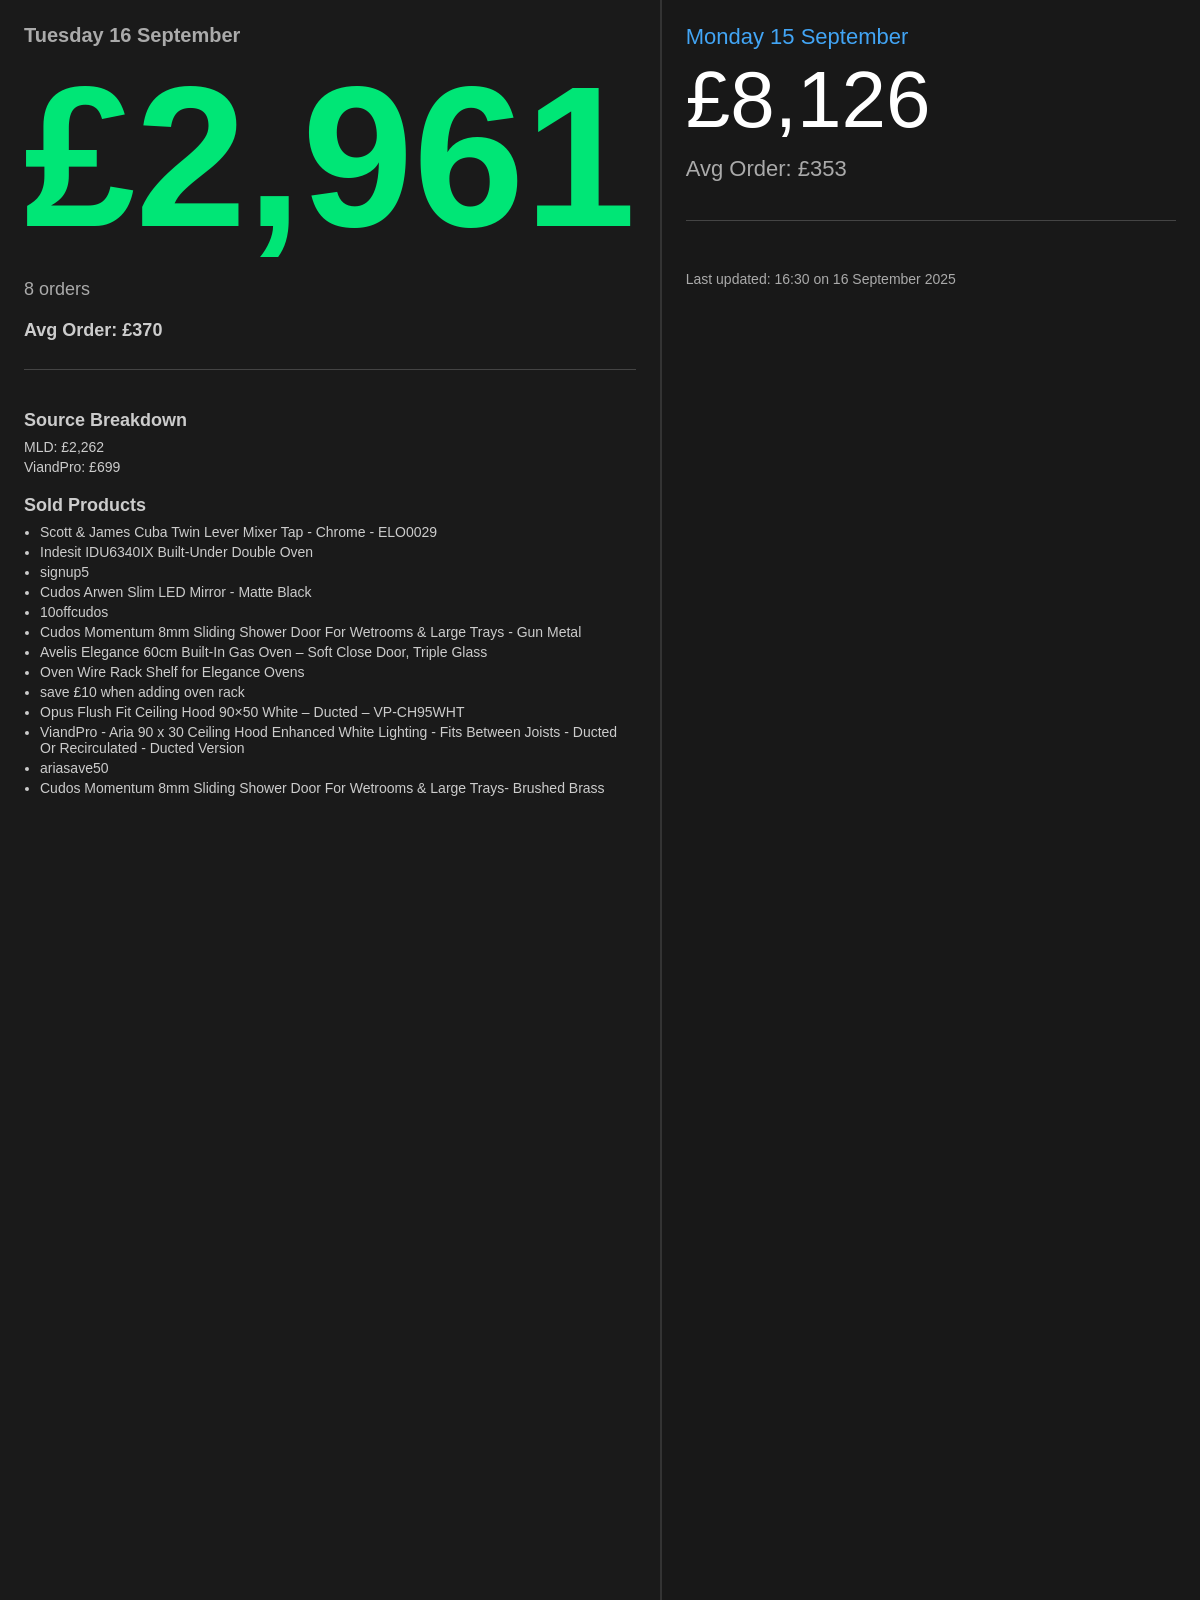 Tuesday 16 September
£2,961
8 orders
Avg Order: £370
Source Breakdown
MLD: £2,262
ViandPro: £699
Sold Products
• Scott & James Cuba Twin Lever Mixer Tap - Chrome - ELO0029
• Indesit IDU6340IX Built-Under Double Oven
• signup5
• Cudos Arwen Slim LED Mirror - Matte Black
• 10offcudos
• Cudos Momentum 8mm Sliding Shower Door For Wetrooms & Large Trays - Gun Metal
• Avelis Elegance 60cm Built-In Gas Oven – Soft Close Door, Triple Glass
• Oven Wire Rack Shelf for Elegance Ovens
• save £10 when adding oven rack
• Opus Flush Fit Ceiling Hood 90×50 White – Ducted – VP-CH95WHT
• ViandPro - Aria 90 x 30 Ceiling Hood Enhanced White Lighting - Fits Between Joists - Ducted
Or Recirculated - Ducted Version
• ariasave50
• Cudos Momentum 8mm Sliding Shower Door For Wetrooms & Large Trays- Brushed Brass
Monday 15 September
£8,126
Avg Order: £353
Last updated: 16:30 on 16 September 2025